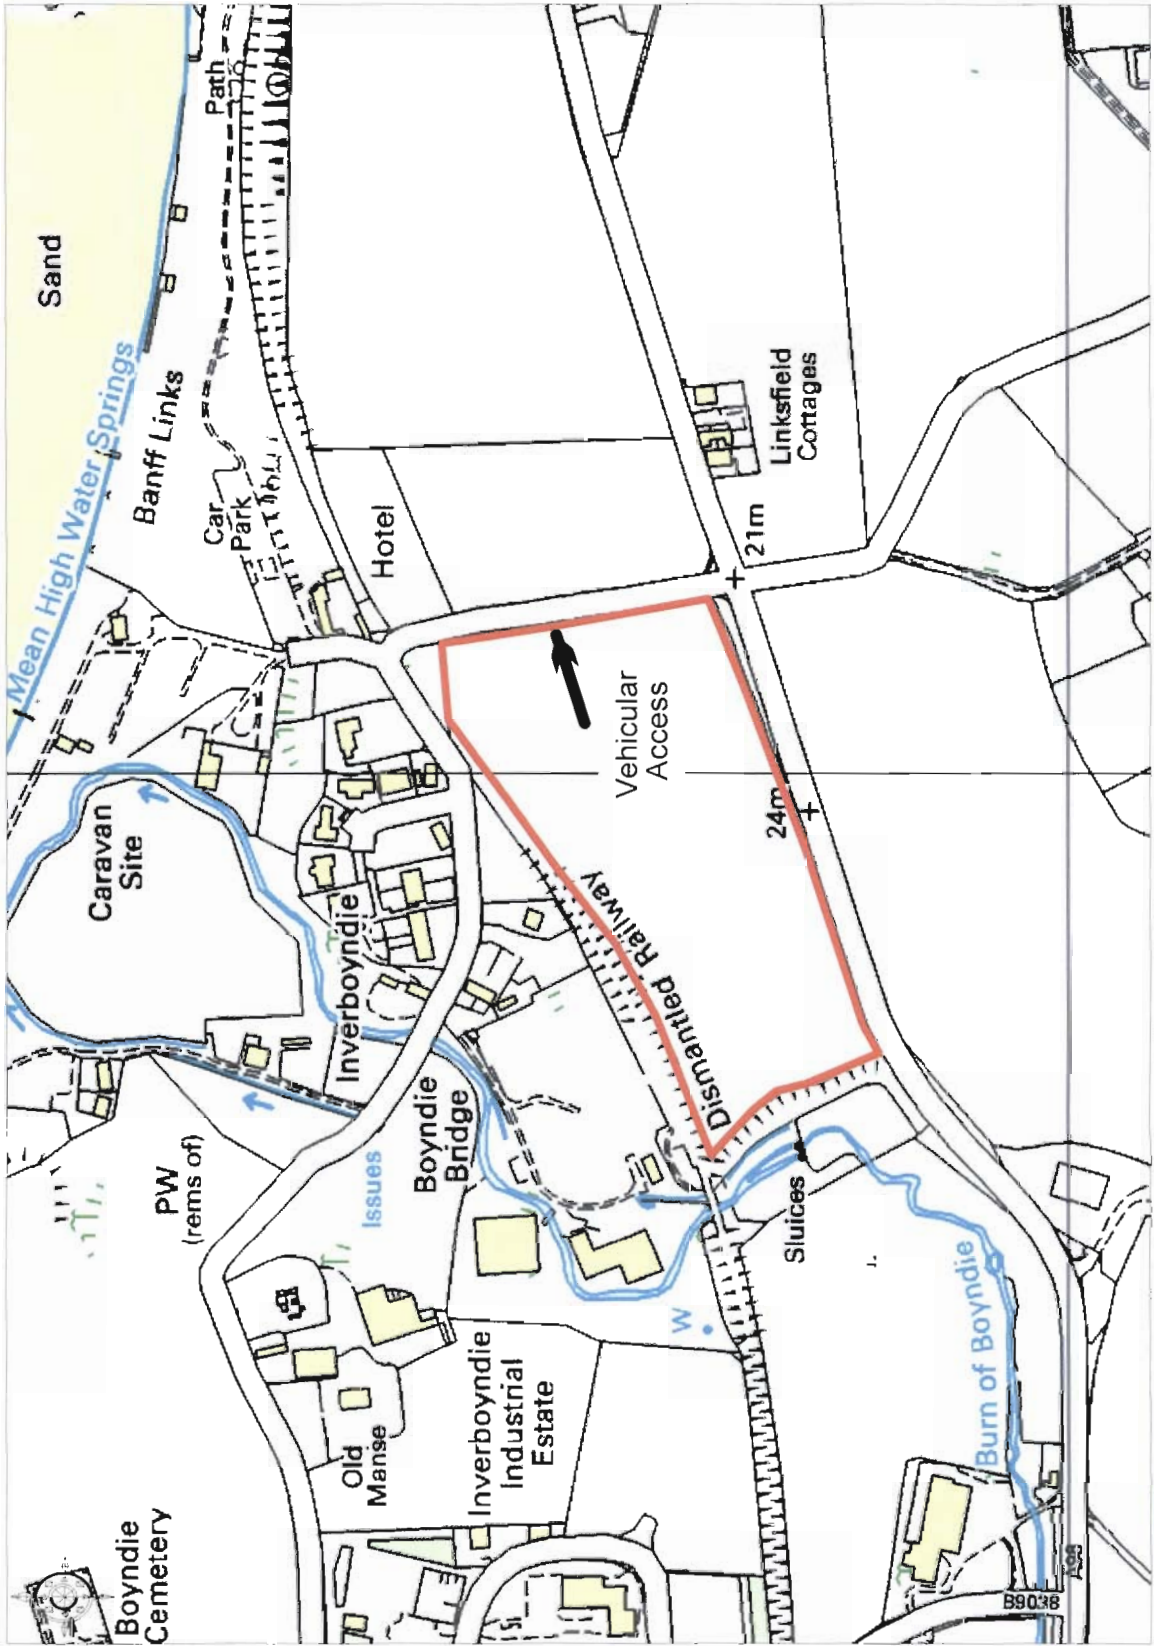 Boyndie
Cemetery
Old
Manse
Inverboyndie
Industrial
Estate
PW
(rems of)
Issues
Boyndie
Bridge
Inverboyndie
Caravan
Site
Mean High Water Springs
Sand
Banff Links
Car
Park
Path
Hotel
W
Sluices
Dismantled Railway
Vehicular
Access
24m
21m
Linksfield
Cottages
Burn of Boyndie
B9038
A98